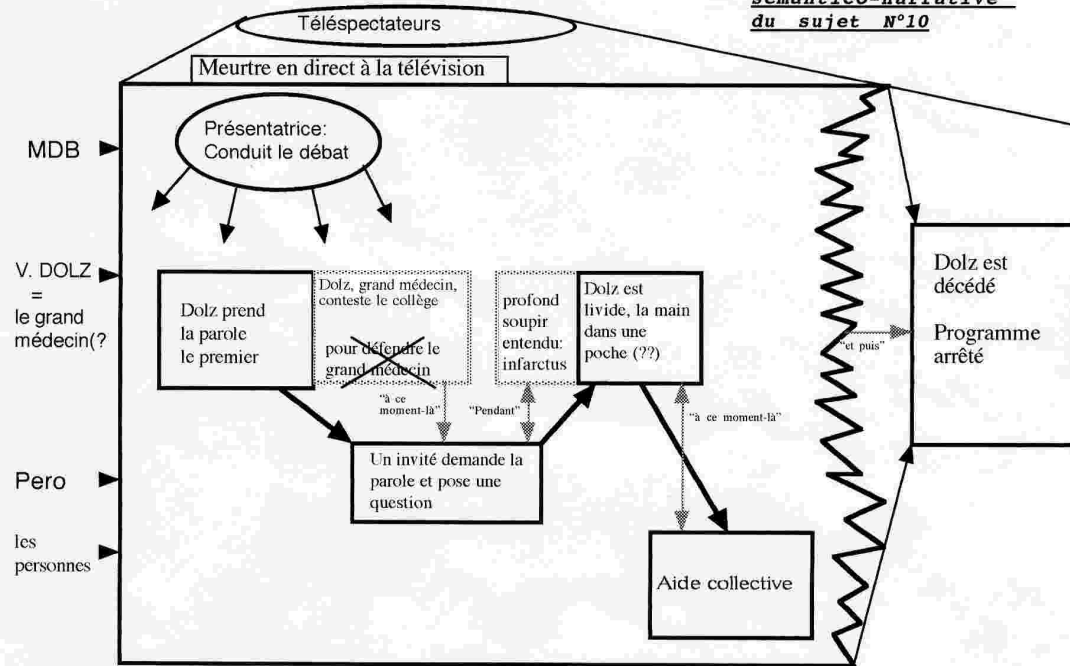 sémantico-narrative
du sujet N°10
Téléspectateurs
Meurtre en direct à la télévision
Présentatrice:
Conduit le débat
MDB
V. DOLZ
=
le grand
médecin(?
Dolz prend
la parole
le premier
Dolz, grand médecin,
conteste le collège
pour défendre le
grand médecin
profond
soupir
entendu:
infarctus
Dolz est
livide, la main
dans une
poche (??)
"à ce
moment-là"
"Pendant"
"à ce moment-là"
"et puis"
Dolz est
décédé
Programme
arrêté
Pero
Un invité demande la
parole et pose une
question
les
personnes
Aide collective